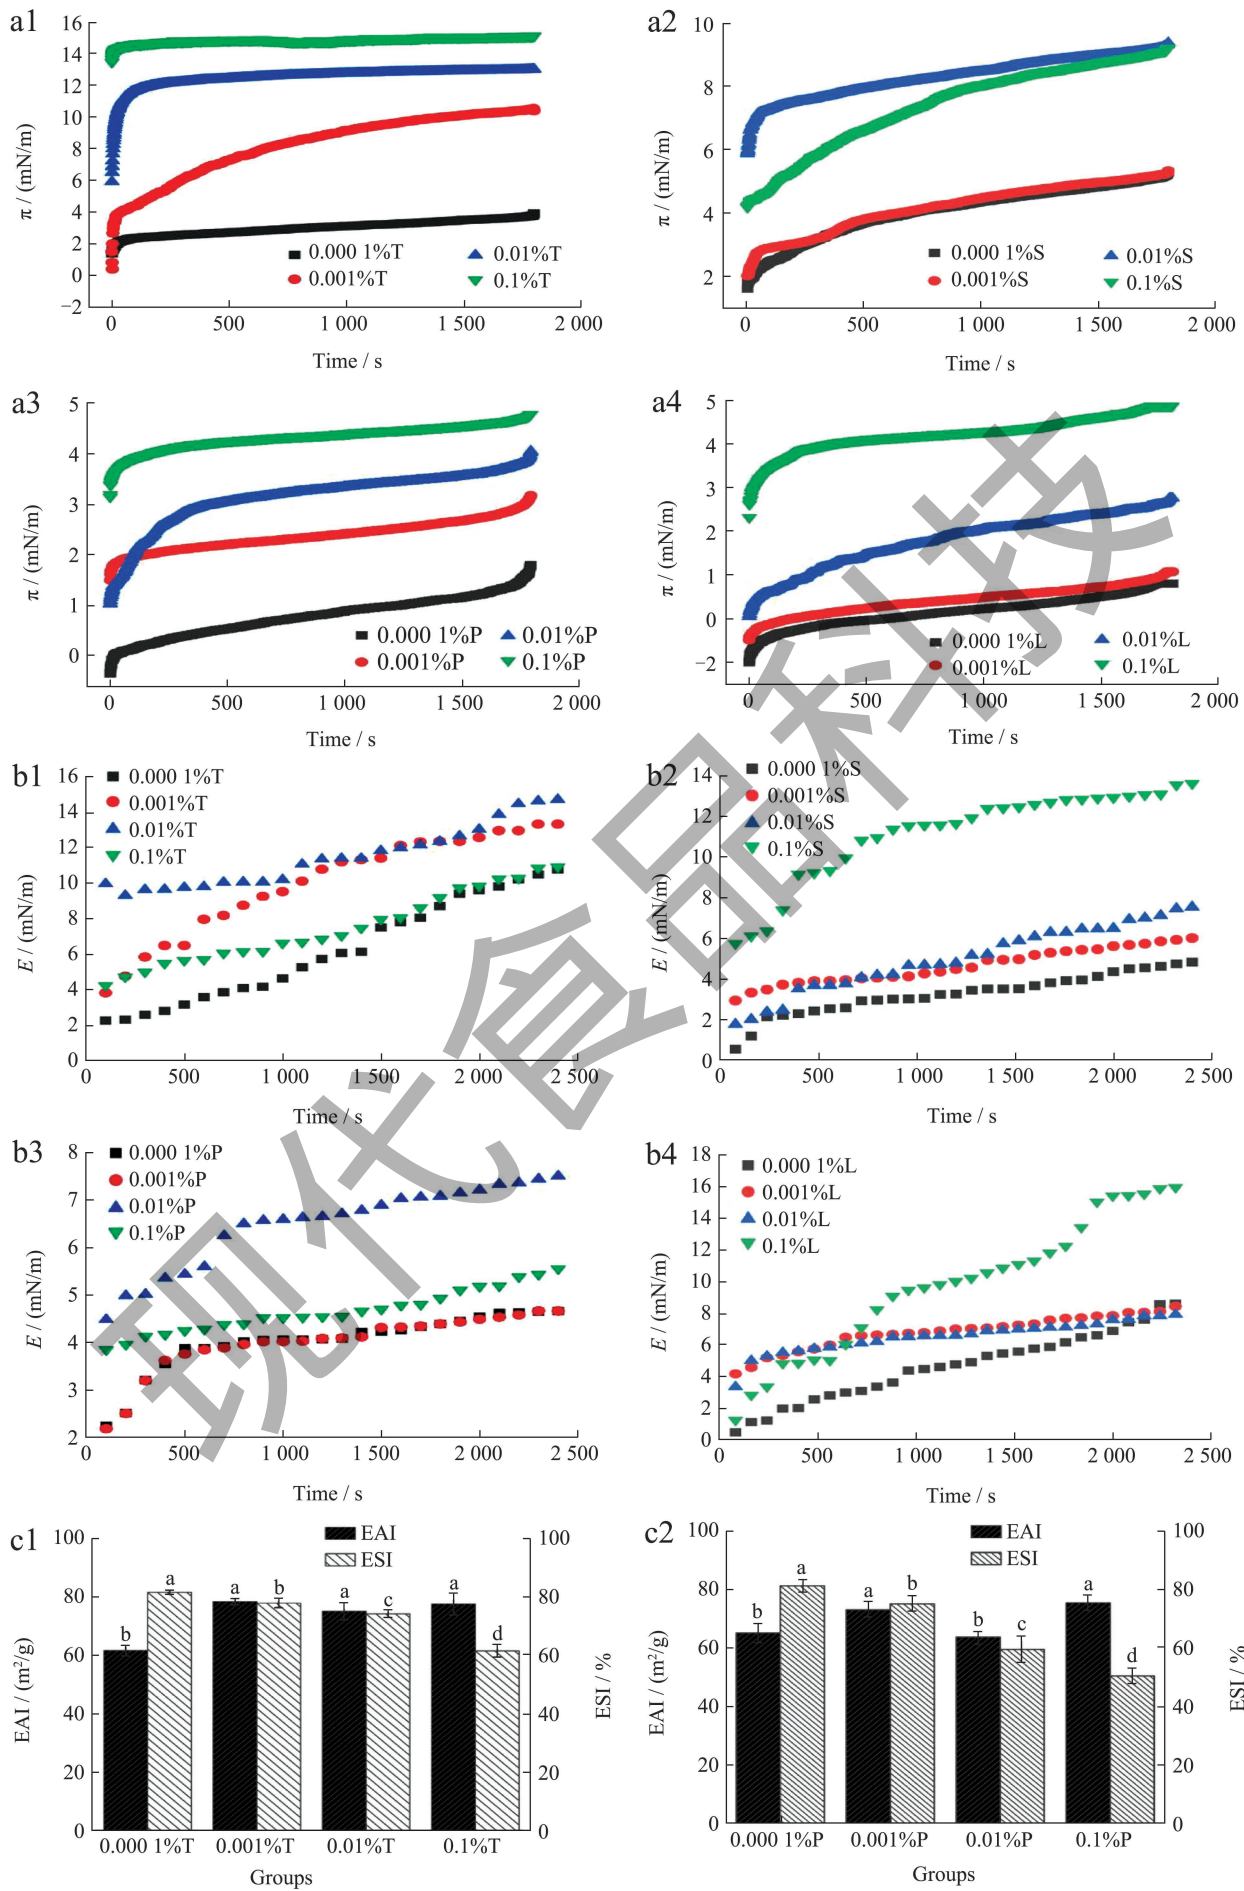 a1
16
14
12
10
8
6
4
2
0
−2
π / (mN/m)
0.000 1%T
0.001%T
0.01%T
0.1%T
0 500 1 000 1 500 2 000
Time / s
a2
10
8
6
4
2
π / (mN/m)
0.000 1%S
0.001%S
0.01%S
0.1%S
0 500 1 000 1 500 2 000
Time / s
a3
5
4
3
2
1
0
π / (mN/m)
0.000 1%P
0.001%P
0.01%P
0.1%P
0 500 1 000 1 500 2 000
Time / s
a4
5
4
3
2
1
0
−2
π / (mN/m)
0.000 1%L
0.001%L
0.01%L
0.1%L
0 500 1 000 1 500 2 000
Time / s
b1
16
14
12
10
8
6
4
2
0
E / (mN/m)
0.000 1%T
0.001%T
0.01%T
0.1%T
0 500 1 000 1 500 2 000 2 500
Time / s
b2
14
12
10
8
6
4
2
0
E / (mN/m)
0.000 1%S
0.001%S
0.01%S
0.1%S
0 500 1 000 1 500 2 000 2 500
Time / s
b3
8
7
6
5
4
3
2
E / (mN/m)
0.000 1%P
0.001%P
0.01%P
0.1%P
0 500 1 000 1 500 2 000 2 500
Time / s
b4
18
16
14
12
10
8
6
4
2
0
E / (mN/m)
0.000 1%L
0.001%L
0.01%L
0.1%L
0 500 1 000 1 500 2 000 2 500
Time / s
c1
100
80
60
40
20
0
EAI / (m²/g)
EAI
ESI
b a a b a c a d
100
80
60
40
20
0
ESI / %
0.000 1%T 0.001%T 0.01%T 0.1%T
Groups
c2
100
80
60
40
20
0
EAI / (m²/g)
EAI
ESI
b a a b b c a d
100
80
60
40
20
0
ESI / %
0.000 1%P 0.001%P 0.01%P 0.1%P
Groups
现代食品科技